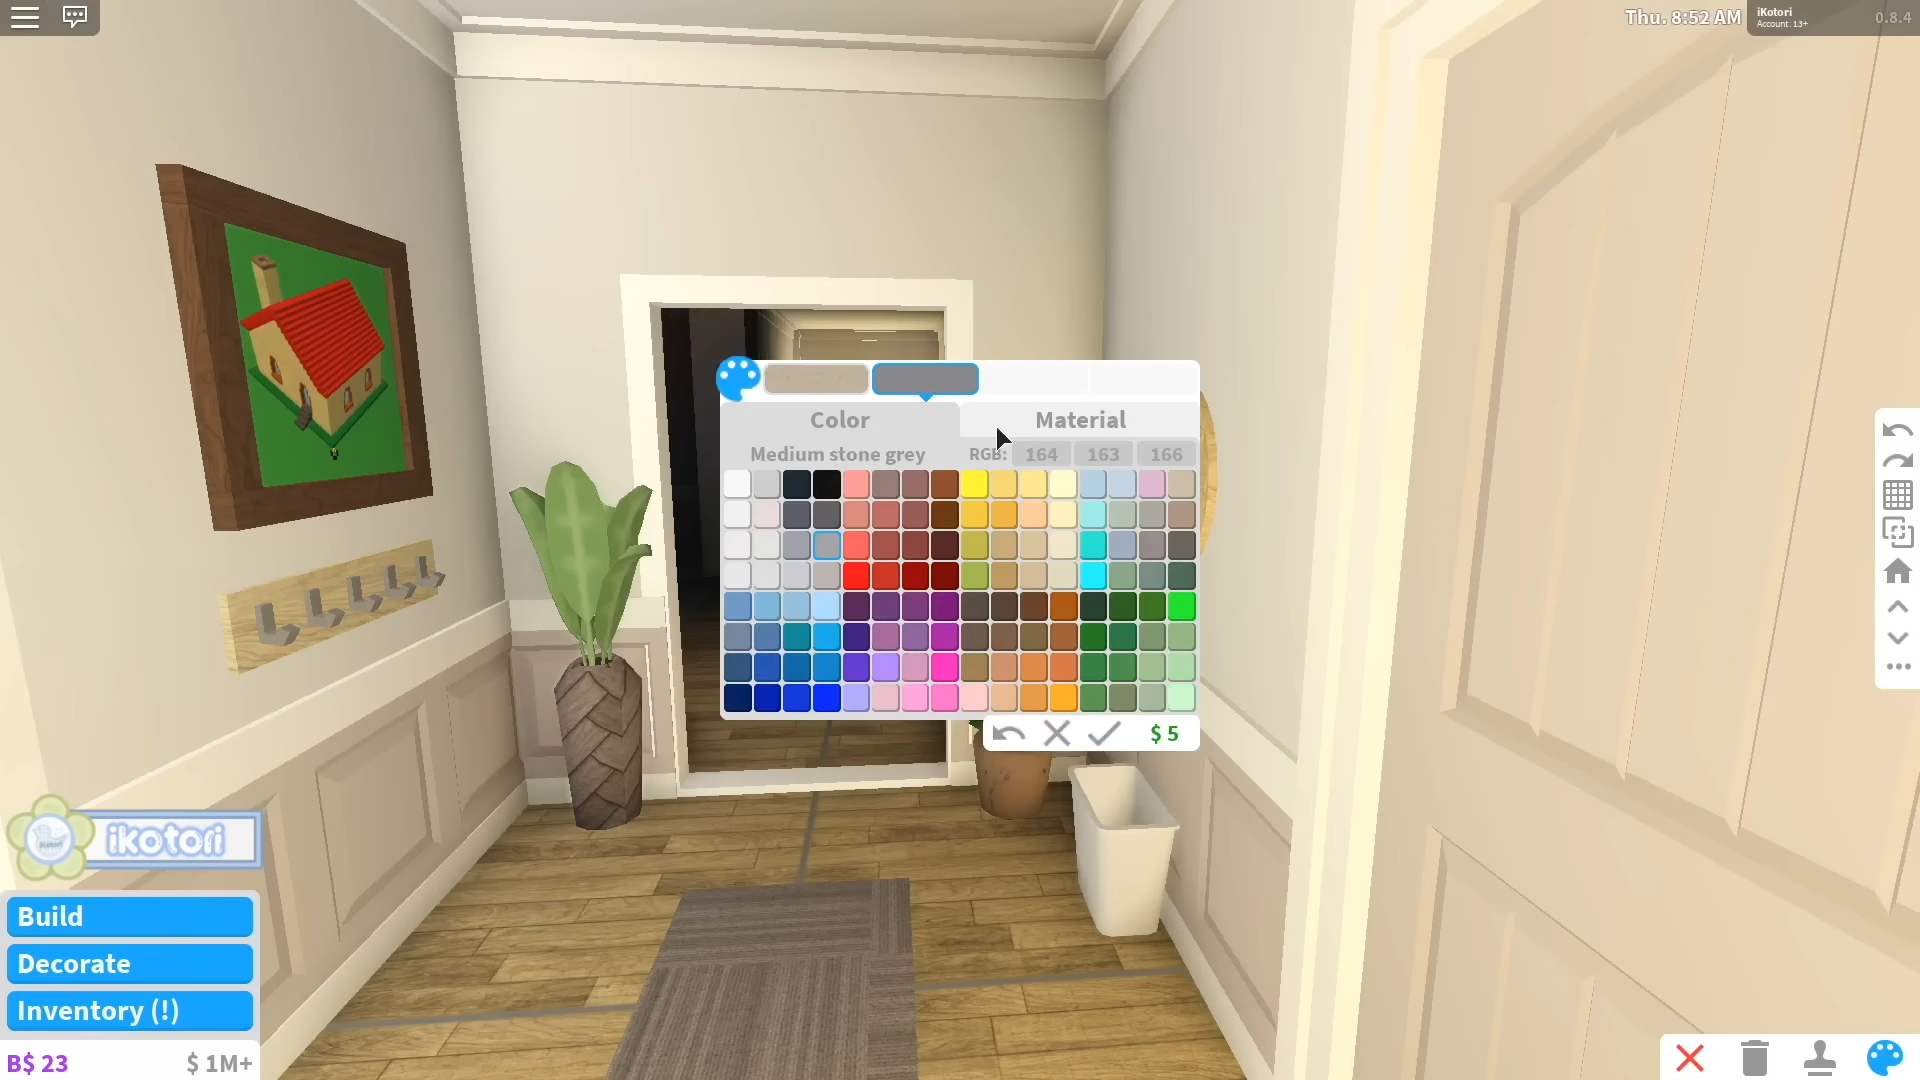 Thu. 8:52 AM
iKotori
Account: 13+
0.8.4
Color
Material
Medium stone grey
RGB: 164 163 166
$ 5
ikotori
Build
Decorate
Inventory (!)
B$ 23
$ 1M+